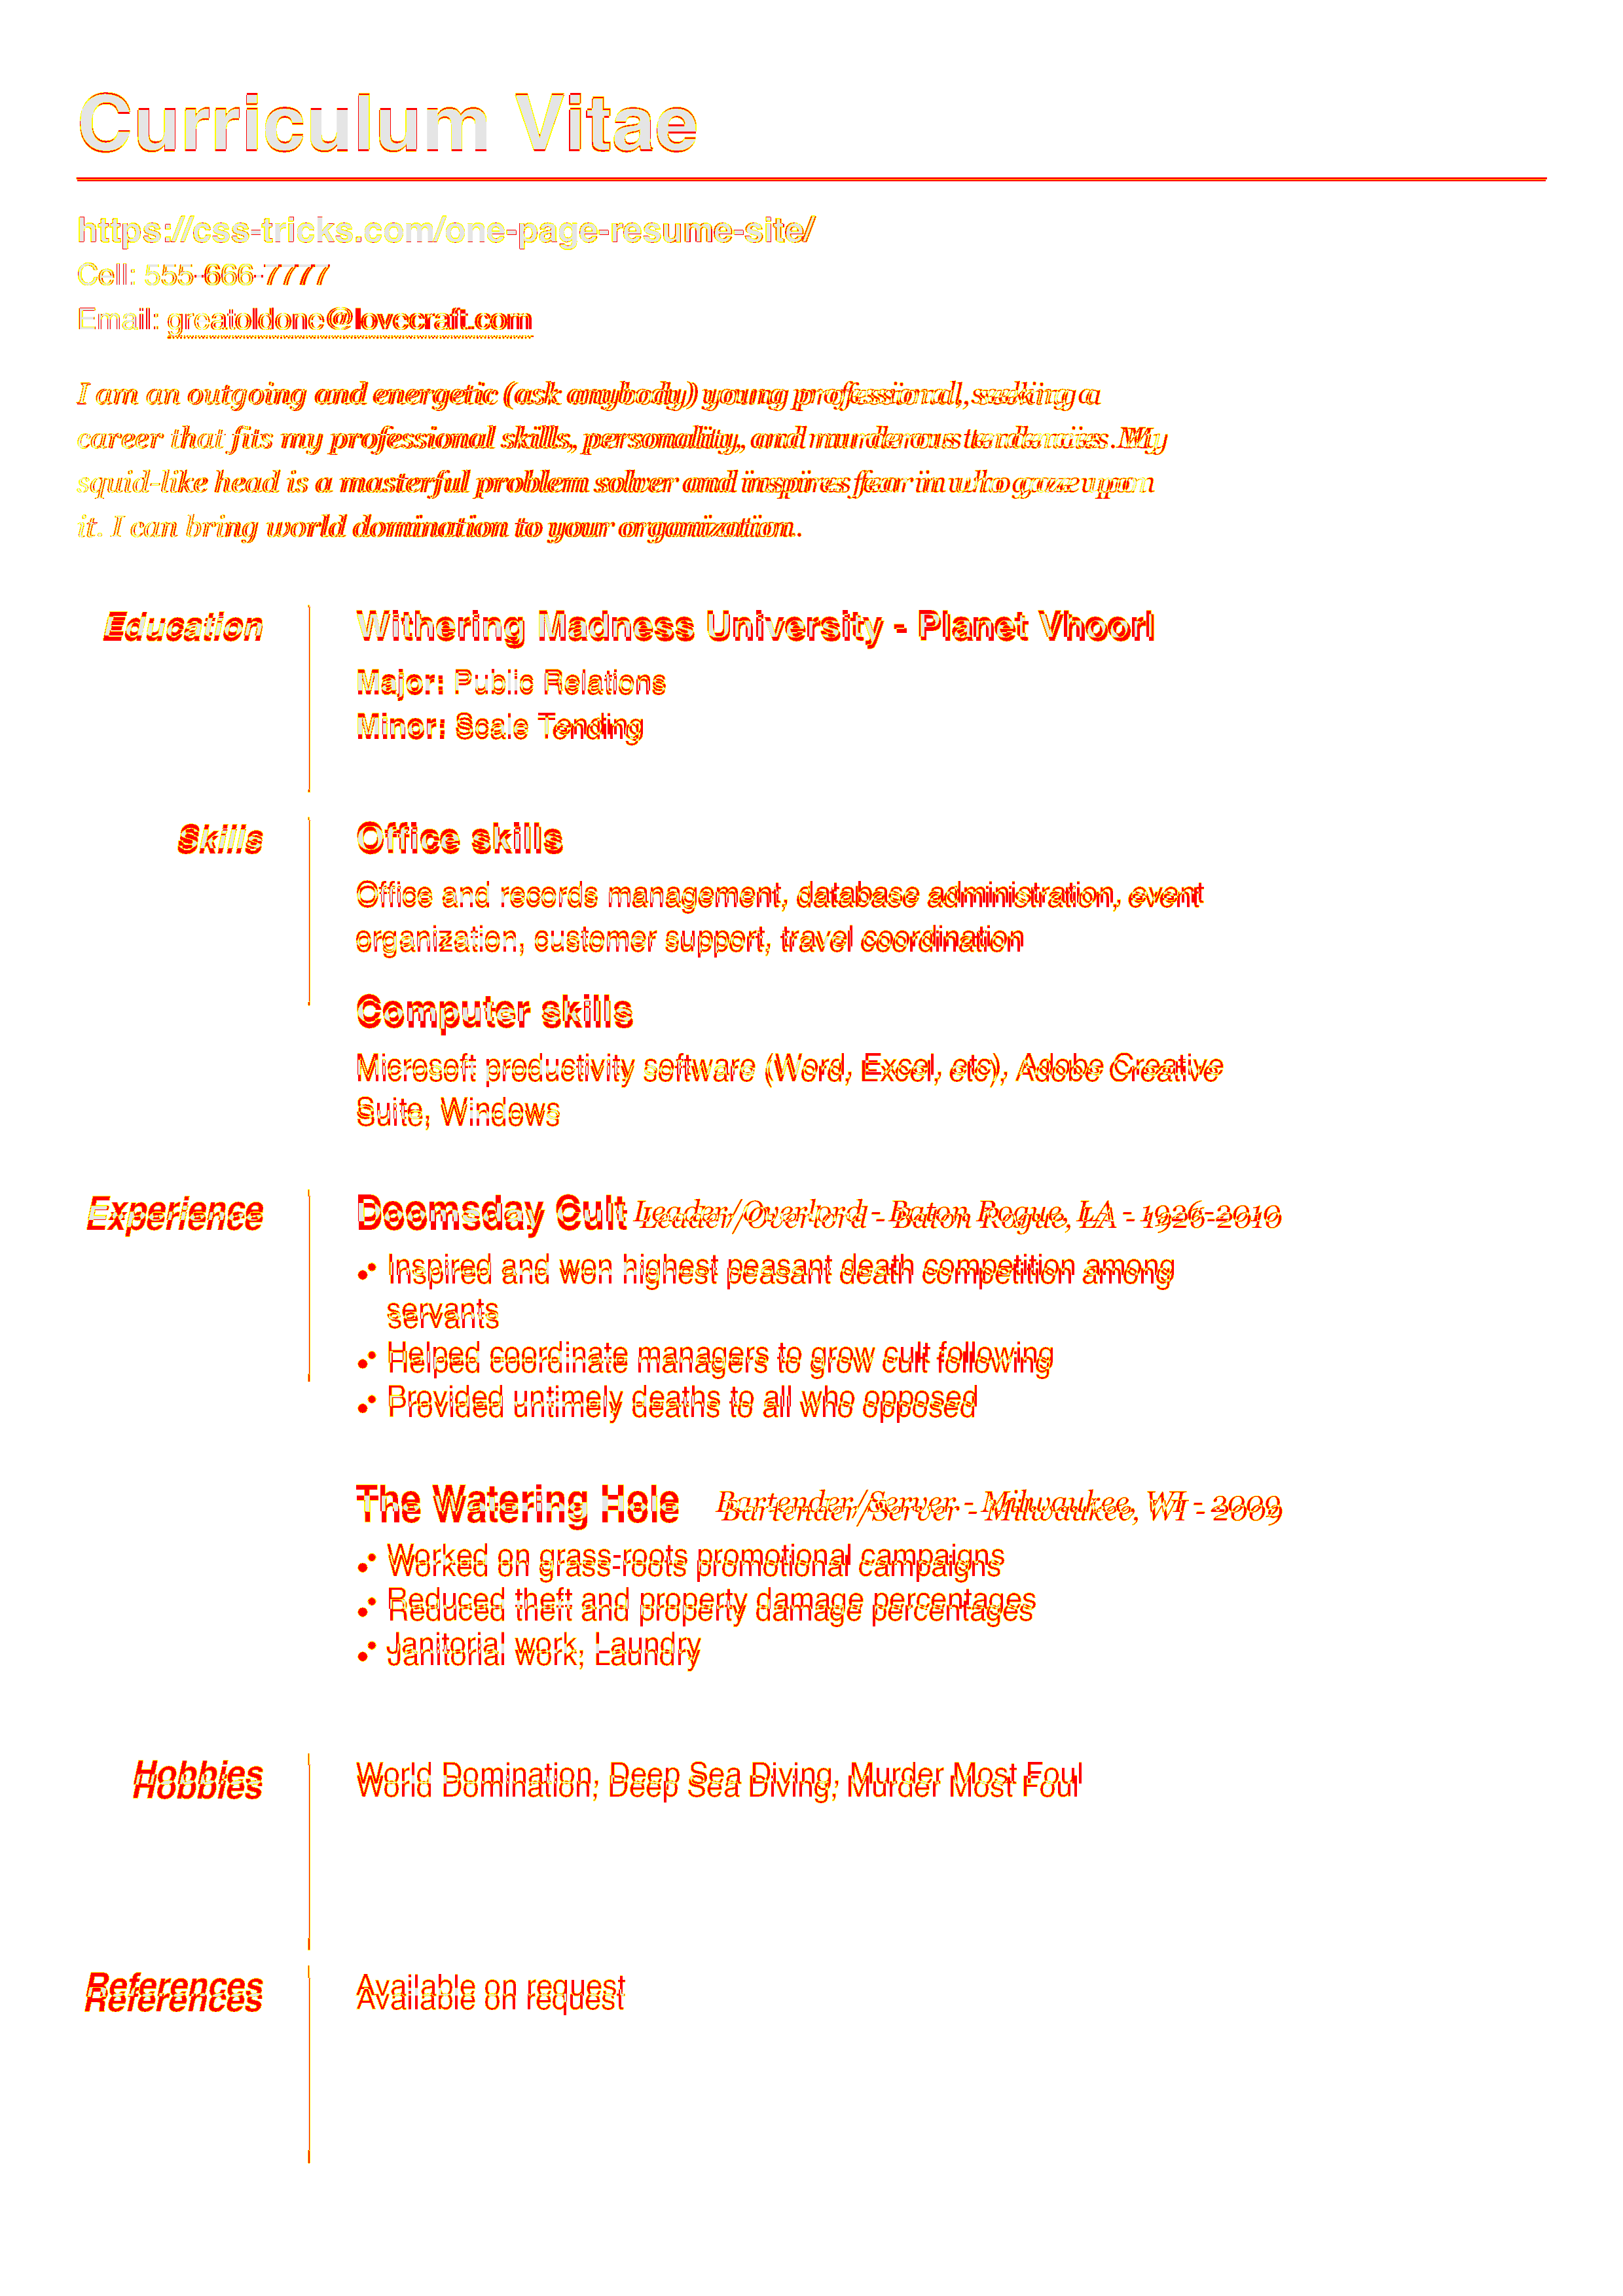 Curriculum Vitae
https://css-tricks.com/one-page-resume-site/
Cell: 555-666-7777
Email: greatoldone@lovecraft.com
I am an outgoing and energetic (ask anybody) young professional, seeking a
career that fits my professional skills, personality, and murderous tendencies. My
squid-like head is a masterful problem solver and inspires fear in who gaze upon
it. I can bring world domination to your organization.
Education
Withering Madness University - Planet Vhoorl
Major: Public Relations
Minor: Scale Tending
Skills
Office skills
Office and records management, database administration, event
organization, customer support, travel coordination
Computer skills
Microsoft productivity software (Word, Excel, etc), Adobe Creative
Suite, Windows
Experience
Doomsday Cult Leader/Overlord - Baton Rogue, LA - 1926-2010
• Inspired and won highest peasant death competition among
servants
• Helped coordinate managers to grow cult following
• Provided untimely deaths to all who opposed
The Watering Hole Bartender/Server - Milwaukee, WI - 2009
• Worked on grass-roots promotional campaigns
• Reduced theft and property damage percentages
• Janitorial work, Laundry
Hobbies
World Domination, Deep Sea Diving, Murder Most Foul
References
Available on request